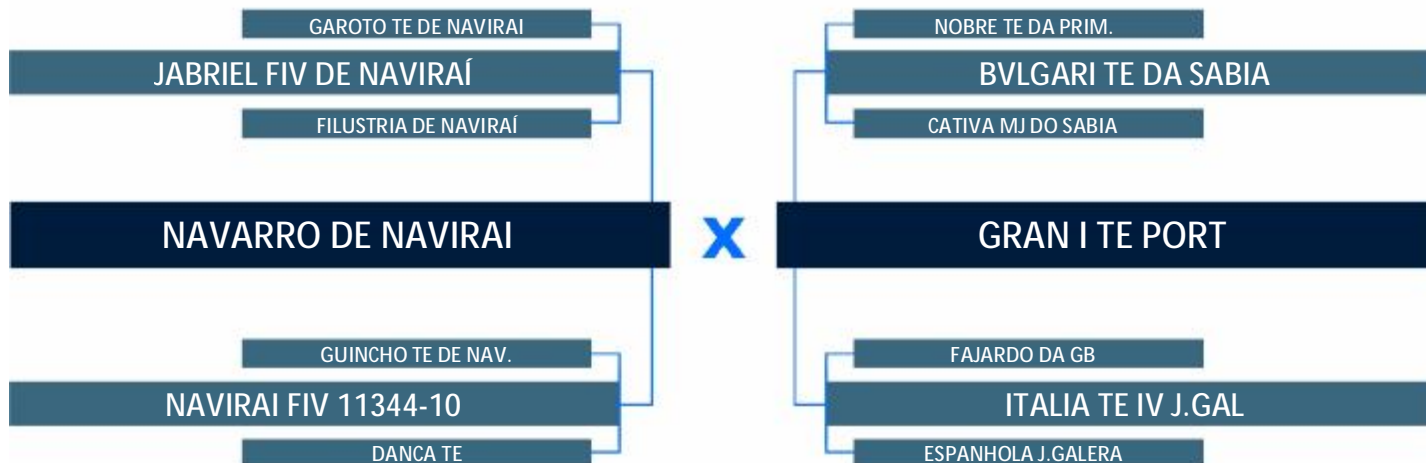 GAROTO TE DE NAVIRAI
JABRIEL FIV DE NAVIRAÍ
FILUSTRIA DE NAVIRAÍ
NAVARRO DE NAVIRAI
GUINCHO TE DE NAV.
NAVIRAI FIV 11344-10
DANCA TE
X
NOBRE TE DA PRIM.
BVLGARI TE DA SABIA
CATIVA MJ DO SABIA
GRAN I TE PORT
FAJARDO DA GB
ITALIA TE IV J.GAL
ESPANHOLA J.GALERA